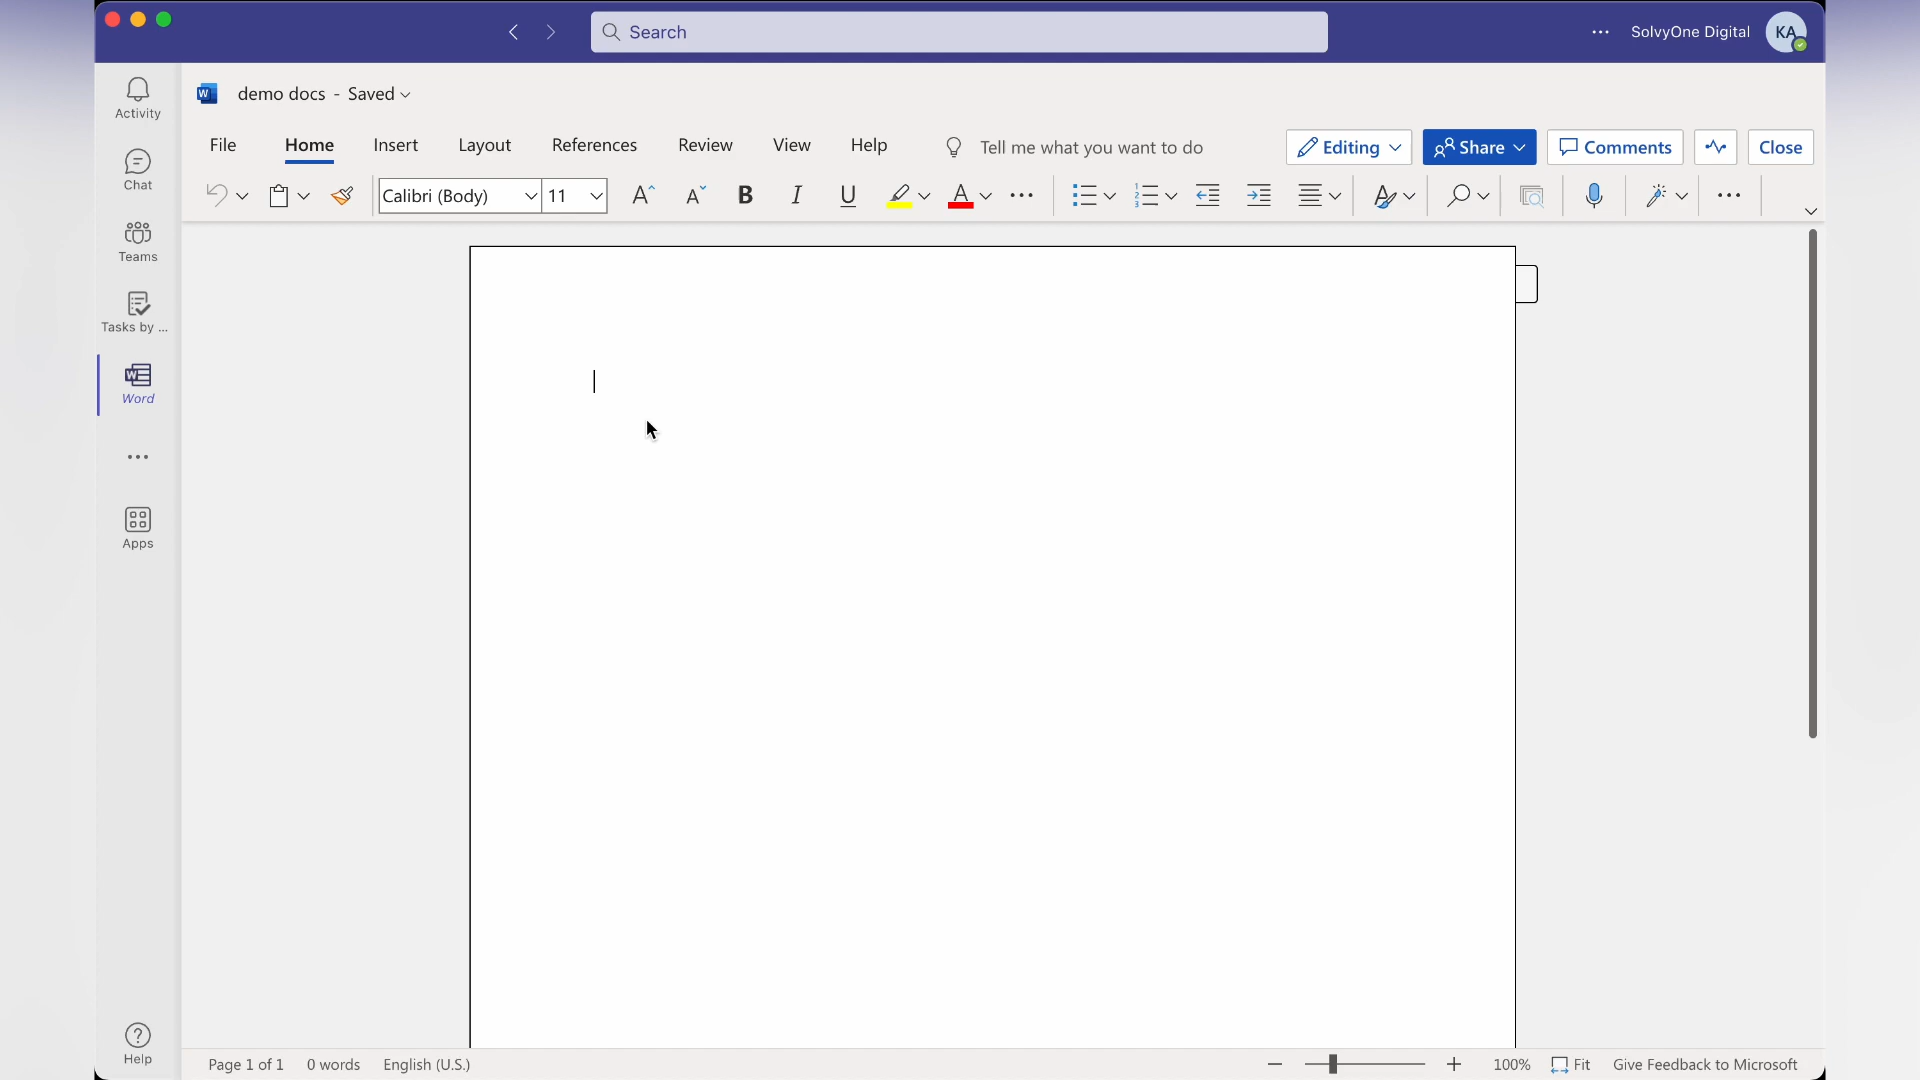 Search
SolvyOne Digital
KA
Activity
Chat
Teams
Tasks by ...
Word
Apps
Help
demo docs - Saved
File Home Insert Layout References Review View Help Tell me what you want to do Editing Share Comments Close
Calibri (Body) 11 A A B I U A
Page 1 of 1 0 words English (U.S.) 100% Fit Give Feedback to Microsoft